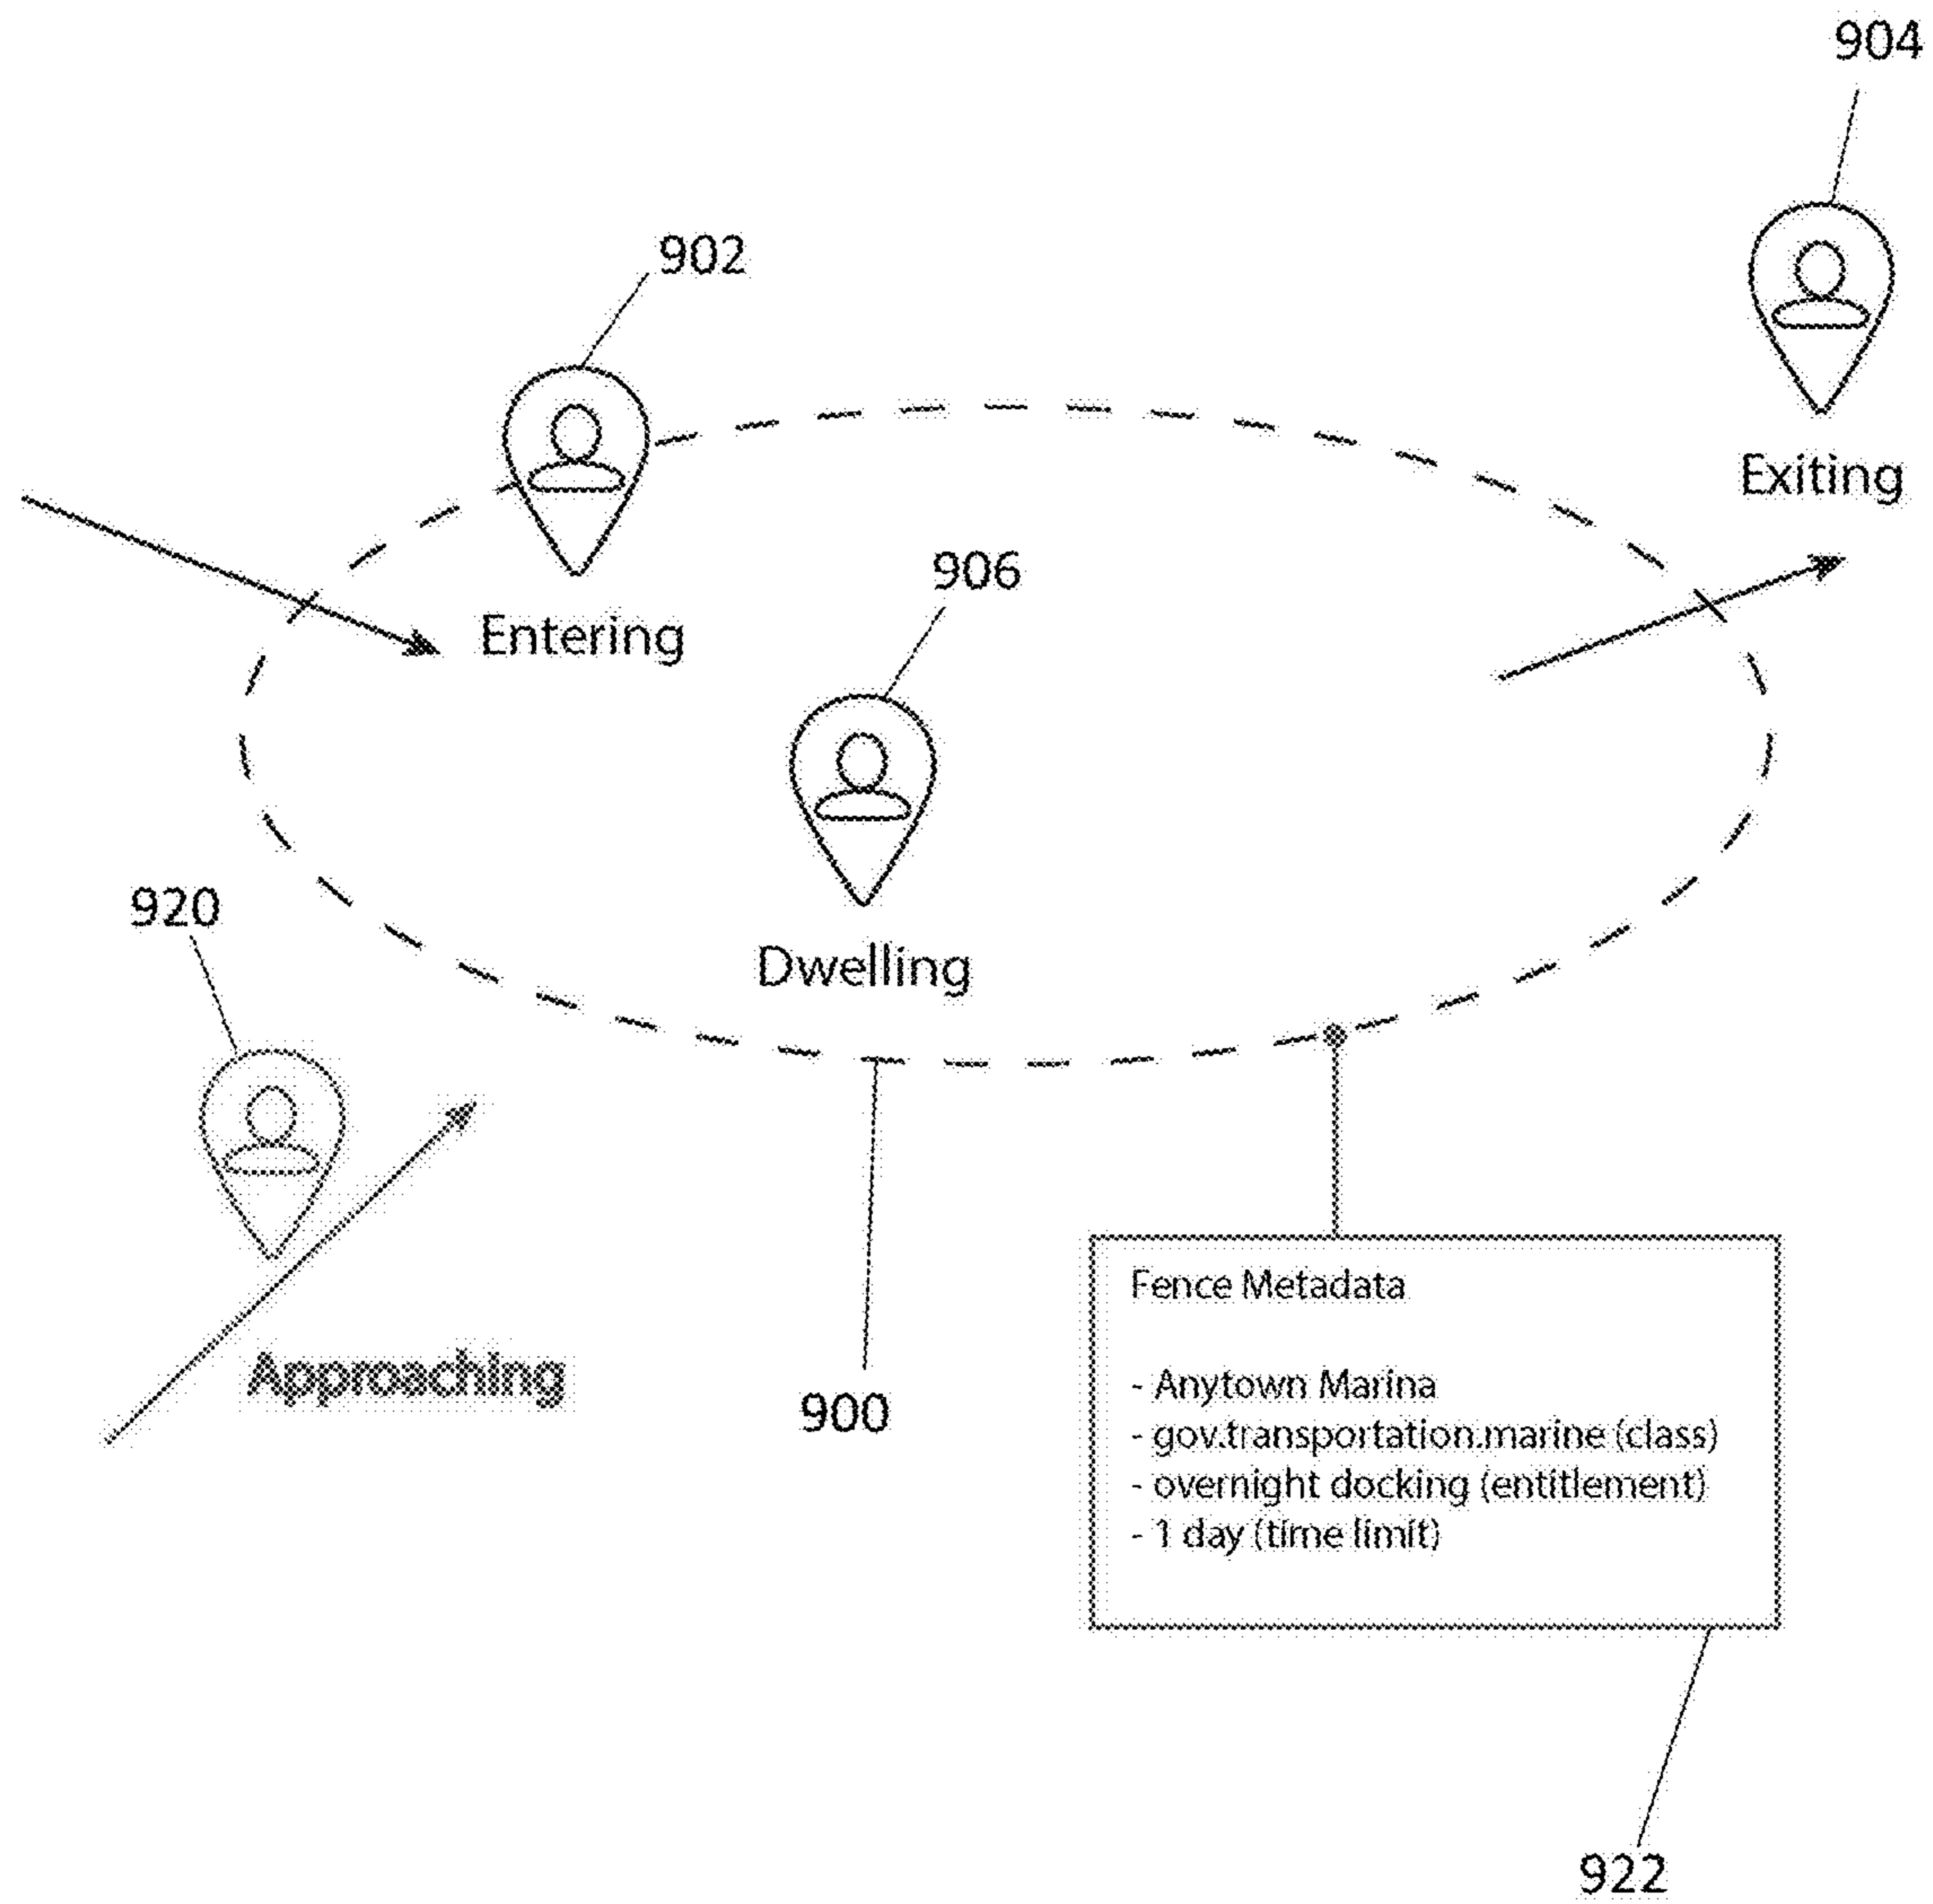 904
902
Exiting
906
Entering
920
Dwelling
Approaching
900
Fence Metadata
- Anytown Marina
- gov.transportation.marine (class)
- overnight docking (entitlement)
- 1 day (time limit)
922